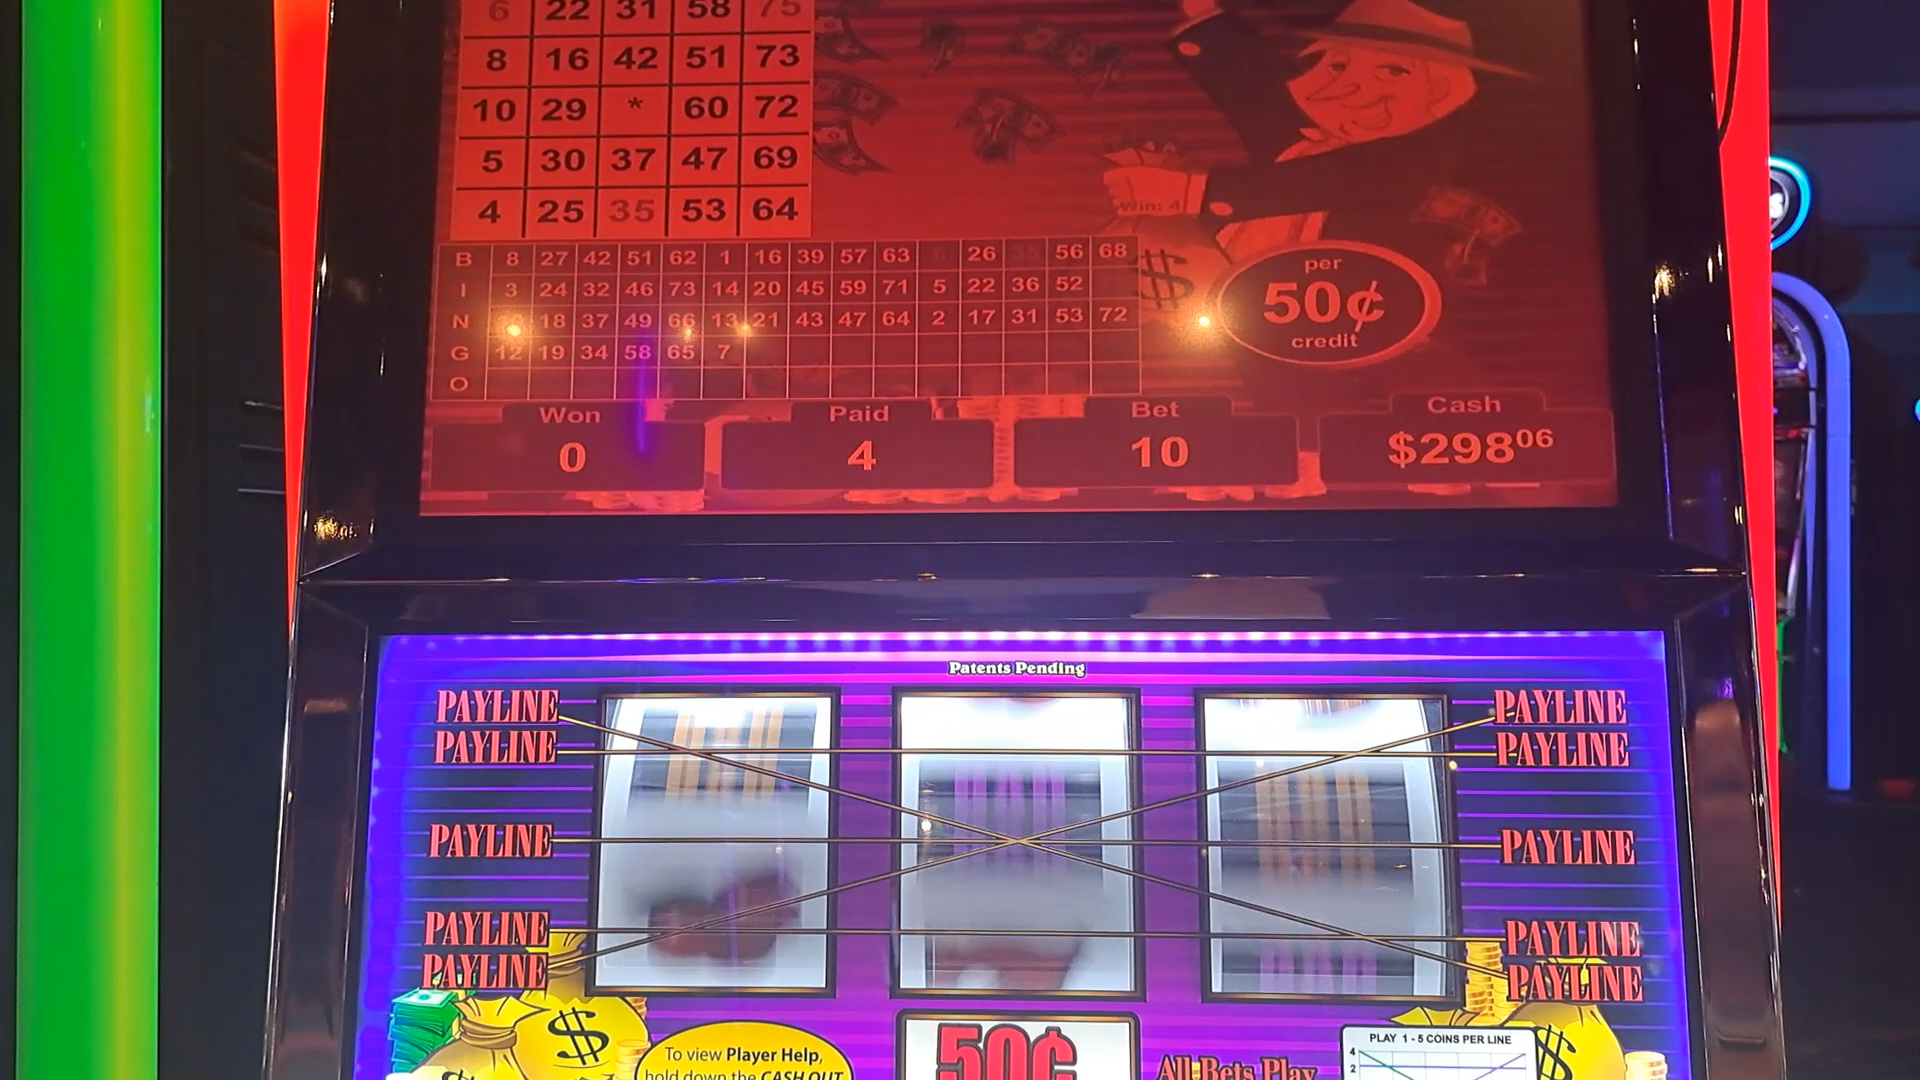 6 22 31 58 75
8 16 42 51 73
10 29 * 60 72
5 30 37 47 69
4 25 35 53 64
Win: 4
B 8 27 42 51 62 1 16 39 57 63 26 56 68
I 3 24 32 46 73 14 20 45 59 71 5 22 36 52
N 18 37 49 66 13 21 43 47 64 2 17 31 53 72
G 12 19 34 58 65 7
O
per
50¢
credit
Won Paid Bet Cash
0 4 10 $298.06
Patents Pending
PAYLINE PAYLINE
PAYLINE PAYLINE
PAYLINE PAYLINE
PAYLINE PAYLINE
PAYLINE PAYLINE
$
To view Player Help,
hold down the CASH OUT
50¢
All Bets Play
PLAY 1 - 5 COINS PER LINE
4
2
$